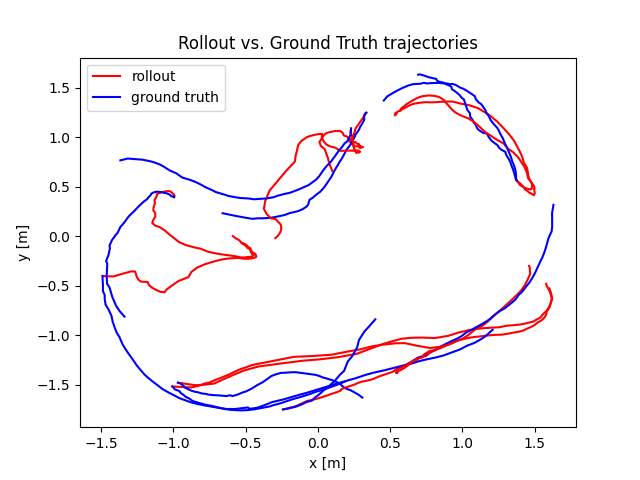 Rollout vs. Ground Truth trajectories
rollout
ground truth
1.5
1.0
0.5
0.0
−0.5
−1.0
−1.5
y [m]
−1.5 −1.0 −0.5 0.0 0.5 1.0 1.5
x [m]